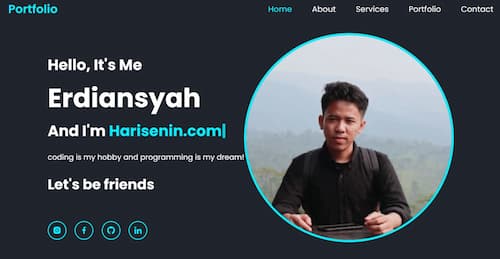 Portfolio
Home About Services Portfolio Contact
Hello, It's Me
Erdiansyah
And I'm Harisenin.com|
coding is my hobby and programming is my dream!
Let's be friends